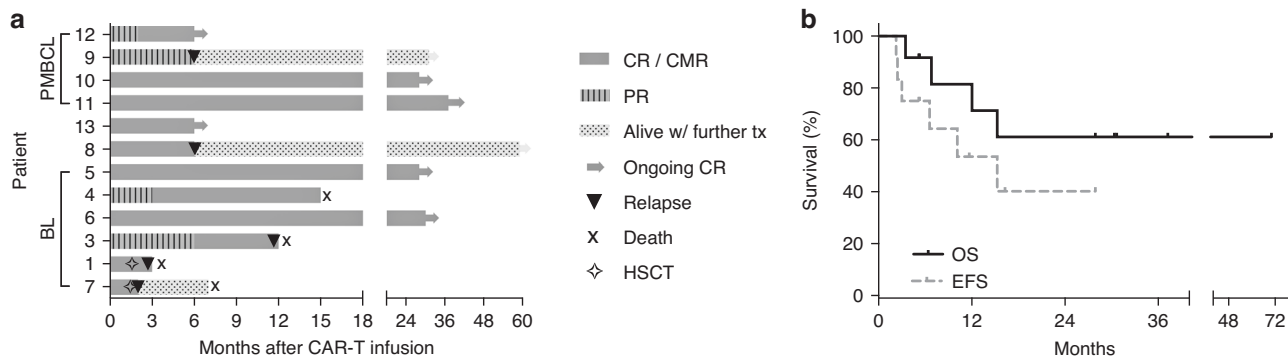 a
PMBCL
Patient
BL
12
9
10
11
13
8
5
4
6
3
1
7
x
x
x
x
0 3 6 9 12 15 18 24 36 48 60
Months after CAR-T infusion
CR / CMR
PR
Alive w/ further tx
Ongoing CR
Relapse
x Death
HSCT
b
Survival (%)
100
80
60
40
20
0
OS
EFS
0 12 24 36 48 72
Months